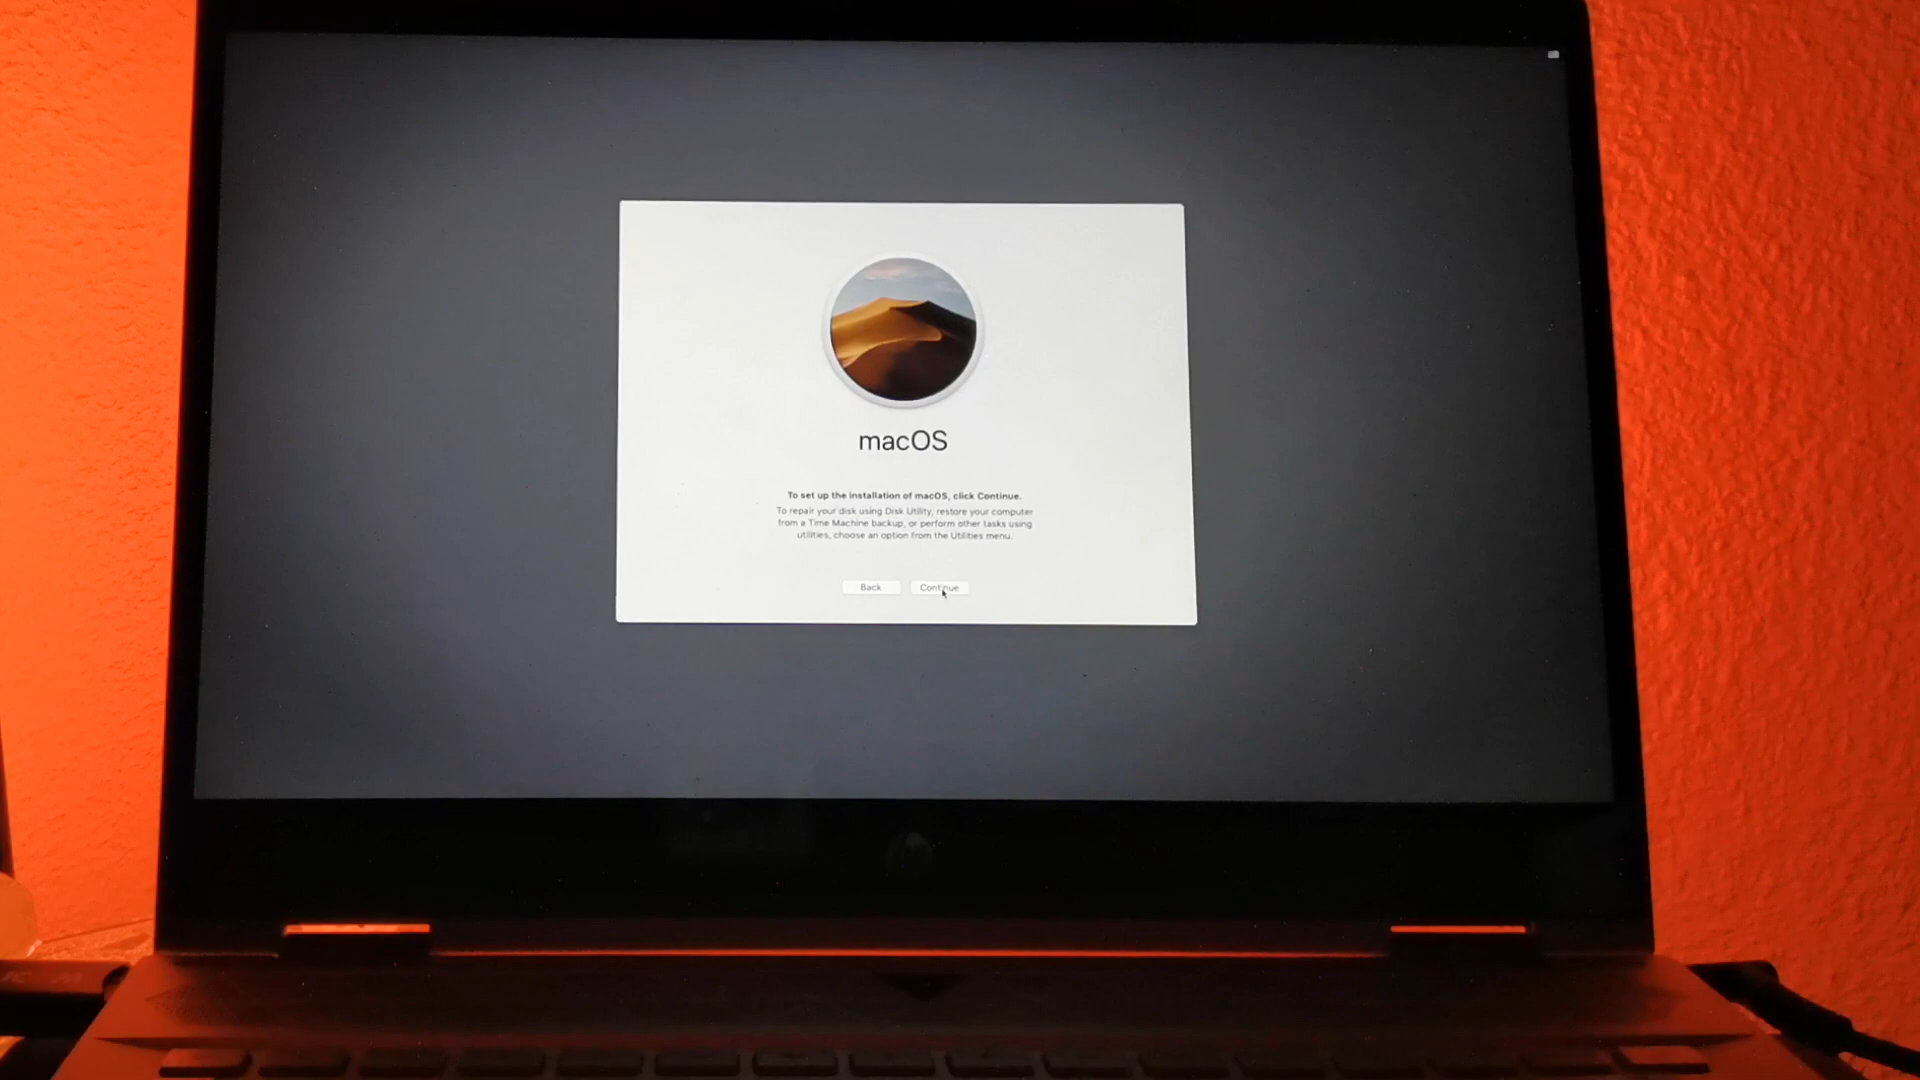 macOS
To set up the installation of macOS, click Continue.
To repair your disk using Disk Utility, restore your computer
from a Time Machine backup, or perform other tasks using
utilities, choose an option from the Utilities menu.
Back
Continue